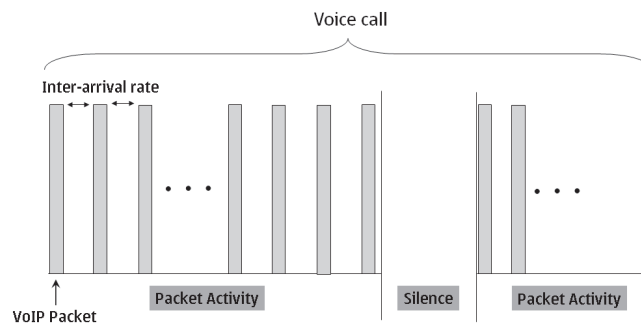 Voice call
Inter-arrival rate
Packet Activity
Silence
Packet Activity
VoIP Packet